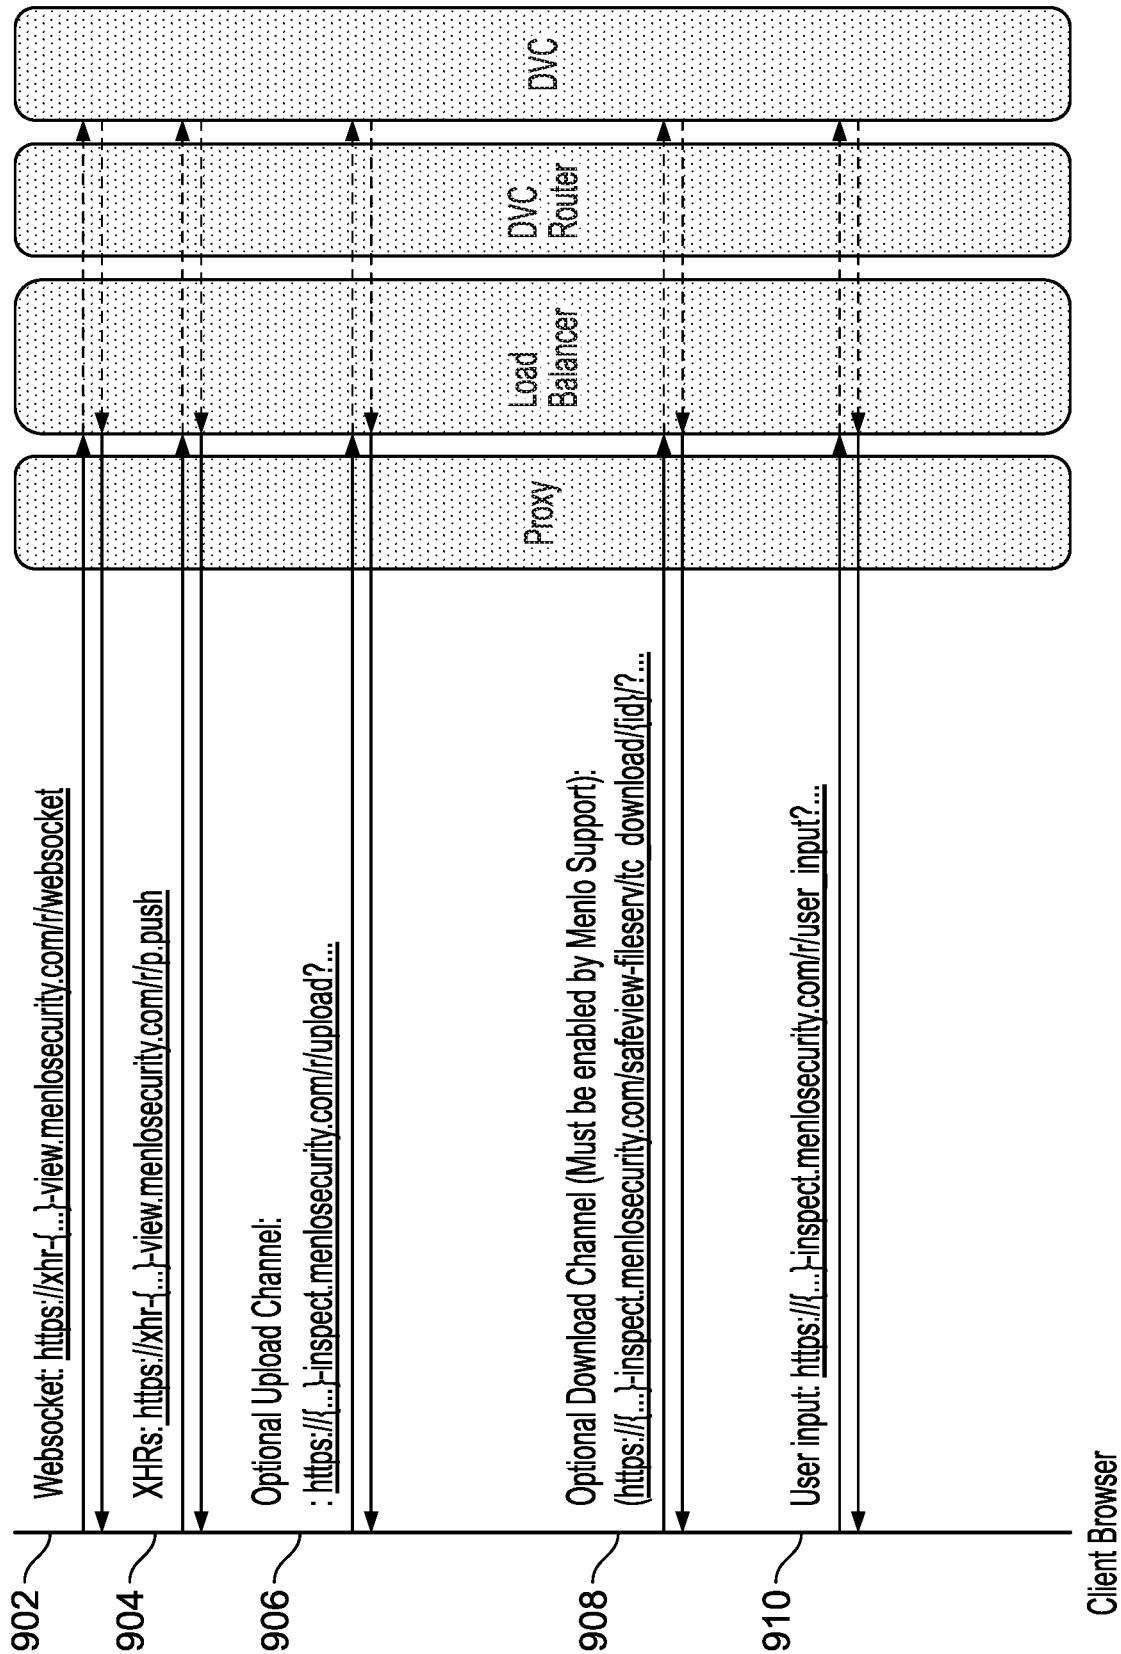 902
Websocket: https://xhr-{...}-view.menlosecurity.com/r/websocket
904
XHRs: https://xhr-{...}-view.menlosecurity.com/r/p.push
906
Optional Upload Channel:
: https://{...}-inspect.menlosecurity.com/r/upload?...
908
Optional Download Channel (Must be enabled by Menlo Support):
(https://{...}-inspect.menlosecurity.com/safeview-fileserv/tc_download/{id}/?...
910
User input: https://{...}-inspect.menlosecurity.com/r/user_input?...
Client Browser
Proxy
Load
Balancer
DVC
Router
DVC